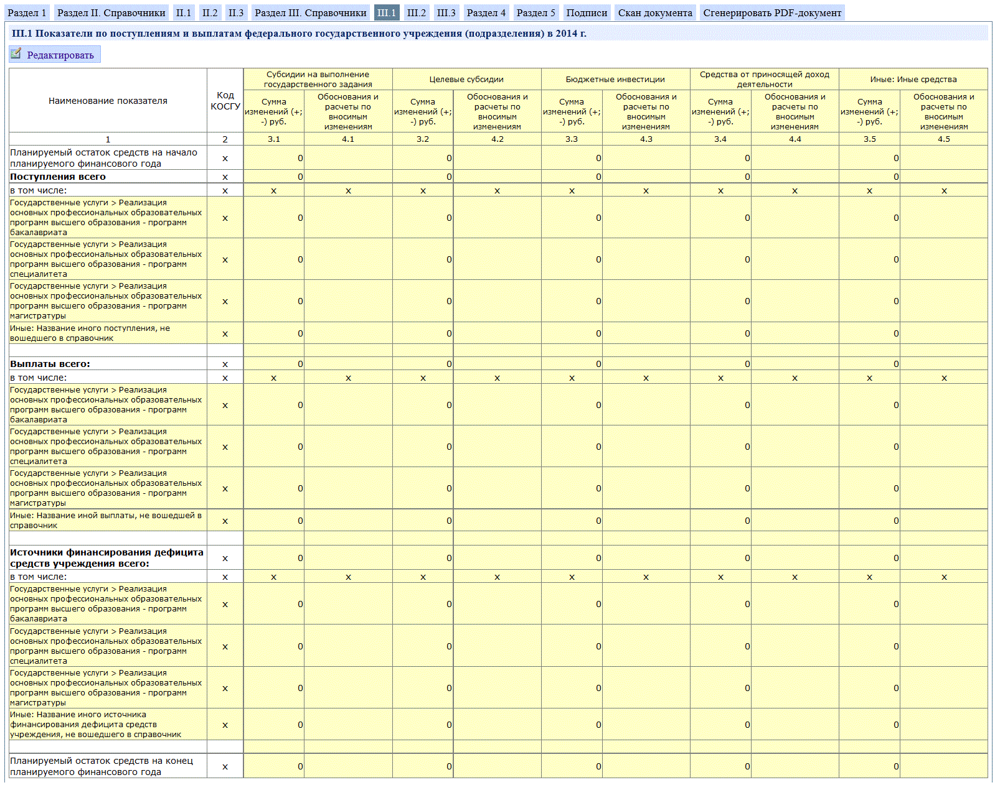 Раздел 1 Раздел II. Справочники II.1 II.2 II.3 Раздел III. Справочники III.1 III.2 III.3 Раздел 4 Раздел 5 Подписи Скан документа Сгенерировать PDF-документ
III.1 Показатели по поступлениям и выплатам федерального государственного учреждения (подразделения) в 2014 г.
Редактировать
Наименование показателя
Код
КОСГУ
Субсидии на выполнение
государственного задания
Целевые субсидии
Бюджетные инвестиции
Средства от приносящей доход
деятельности
Иные: Иные средства
Сумма
изменений (+;
-) руб.
Обоснования и
расчеты по
вносимым
изменениям
Сумма
изменений (+;
-) руб.
Обоснования и
расчеты по
вносимым
изменениям
Сумма
изменений (+;
-) руб.
Обоснования и
расчеты по
вносимым
изменениям
Сумма
изменений (+;
-) руб.
Обоснования и
расчеты по
вносимым
изменениям
Сумма
изменений (+;
-) руб.
Обоснования и
расчеты по
вносимым
изменениям
1 2 3.1 4.1 3.2 4.2 3.3 4.3 3.4 4.4 3.5 4.5
Планируемый остаток средств на начало
планируемого финансового года
x 0 0 0 0 0
Поступления всего x 0 0 0 0 0
в том числе: x x x x x x x x x x x
Государственные услуги > Реализация
основных профессиональных образовательных
программ высшего образования - программ
бакалавриата
x 0 0 0 0 0
Государственные услуги > Реализация
основных профессиональных образовательных
программ высшего образования - программ
специалитета
x 0 0 0 0 0
Государственные услуги > Реализация
основных профессиональных образовательных
программ высшего образования - программ
магистратуры
x 0 0 0 0 0
Иные: Название иного поступления, не
вошедшего в справочник
x 0 0 0 0 0
Выплаты всего: x 0 0 0 0 0
в том числе: x x x x x x x x x x x
Государственные услуги > Реализация
основных профессиональных образовательных
программ высшего образования - программ
бакалавриата
x 0 0 0 0 0
Государственные услуги > Реализация
основных профессиональных образовательных
программ высшего образования - программ
специалитета
x 0 0 0 0 0
Государственные услуги > Реализация
основных профессиональных образовательных
программ высшего образования - программ
магистратуры
x 0 0 0 0 0
Иные: Название иной выплаты, не вошедшей в
справочник
x 0 0 0 0 0
Источники финансирования дефицита
средств учреждения всего:
x 0 0 0 0 0
в том числе: x x x x x x x x x x x
Государственные услуги > Реализация
основных профессиональных образовательных
программ высшего образования - программ
бакалавриата
x 0 0 0 0 0
Государственные услуги > Реализация
основных профессиональных образовательных
программ высшего образования - программ
специалитета
x 0 0 0 0 0
Государственные услуги > Реализация
основных профессиональных образовательных
программ высшего образования - программ
магистратуры
x 0 0 0 0 0
Иные: Название иного источника
финансирования дефицита средств
учреждения, не вошедшего в справочник
x 0 0 0 0 0
Планируемый остаток средств на конец
планируемого финансового года
x 0 0 0 0 0